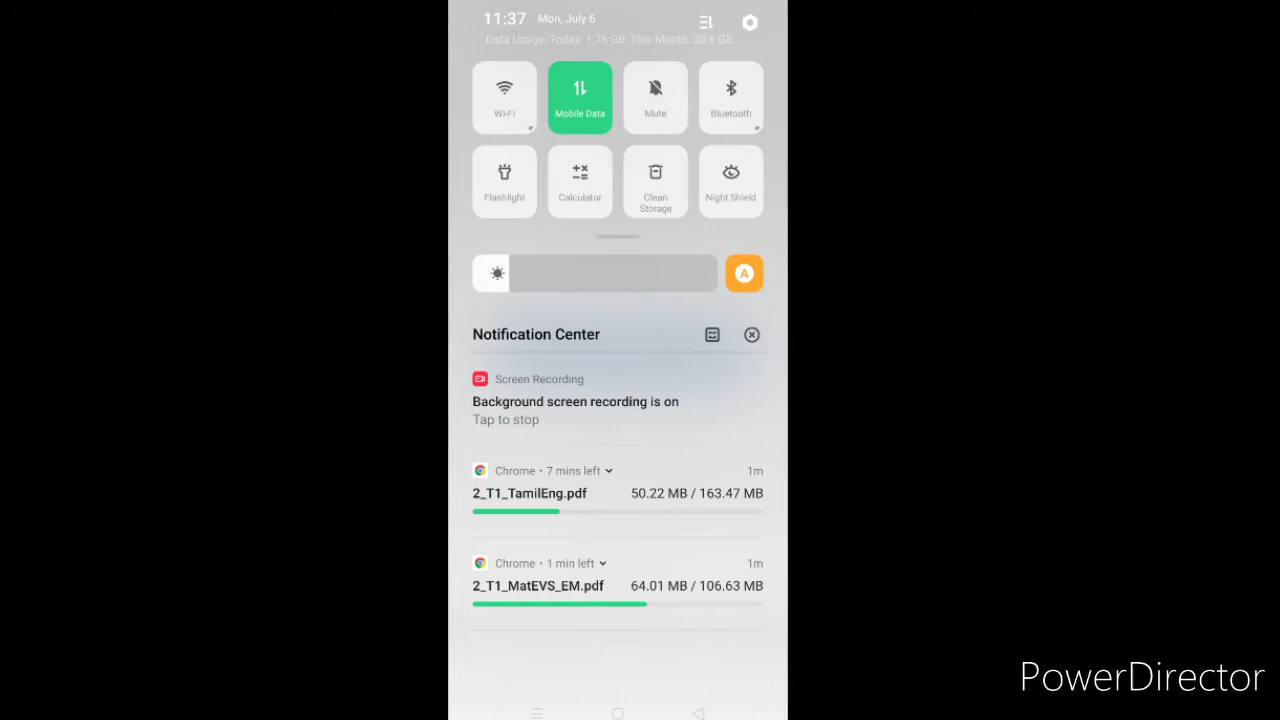 11:37 Mon, July 6
Data Usage: Today: 1.76 GB; This Month: 20.6 GB
Wi-Fi Mobile Data Mute Bluetooth
Flashlight Calculator Clean Storage Night Shield
A
Notification Center
Screen Recording
Background screen recording is on
Tap to stop
Chrome • 7 mins left 1m
2_T1_TamilEng.pdf 50.22 MB / 163.47 MB
Chrome • 1 min left 1m
2_T1_MatEVS_EM.pdf 64.01 MB / 106.63 MB
PowerDirector